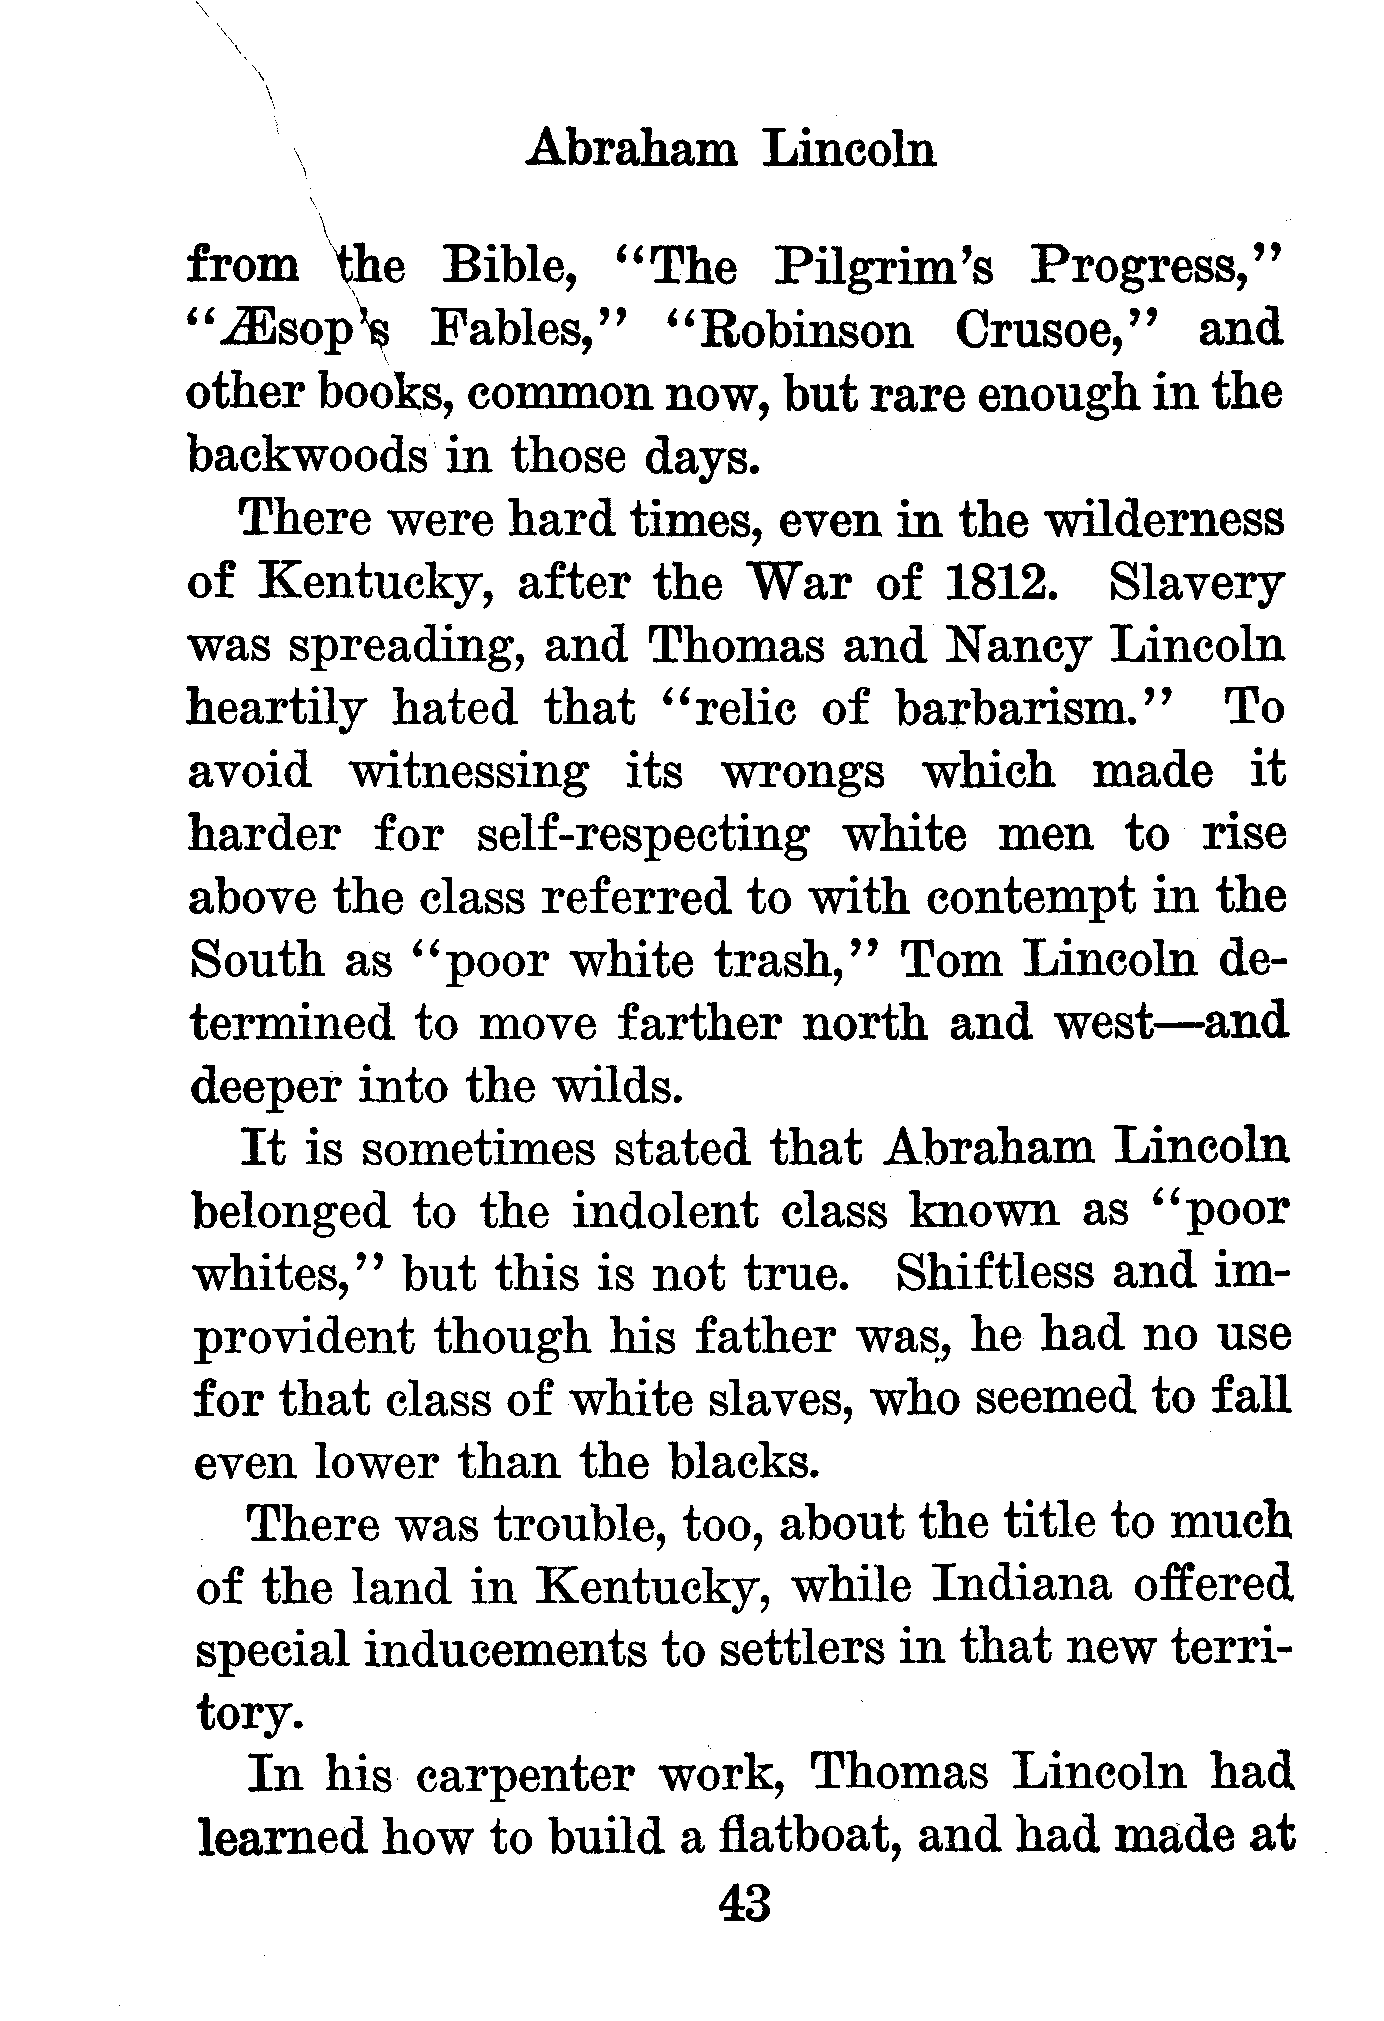 Abraham Lincoln
from the Bible, "The Pilgrim's Progress,"
"Æsop's Fables," "Robinson Crusoe," and
other books, common now, but rare enough in the
backwoods in those days.
There were hard times, even in the wilderness
of Kentucky, after the War of 1812. Slavery
was spreading, and Thomas and Nancy Lincoln
heartily hated that "relic of barbarism." To
avoid witnessing its wrongs which made it
harder for self-respecting white men to rise
above the class referred to with contempt in the
South as "poor white trash," Tom Lincoln de-
termined to move farther north and west—and
deeper into the wilds.
It is sometimes stated that Abraham Lincoln
belonged to the indolent class known as "poor
whites," but this is not true. Shiftless and im-
provident though his father was, he had no use
for that class of white slaves, who seemed to fall
even lower than the blacks.
There was trouble, too, about the title to much
of the land in Kentucky, while Indiana offered
special inducements to settlers in that new terri-
tory.
In his carpenter work, Thomas Lincoln had
learned how to build a flatboat, and had made at
43